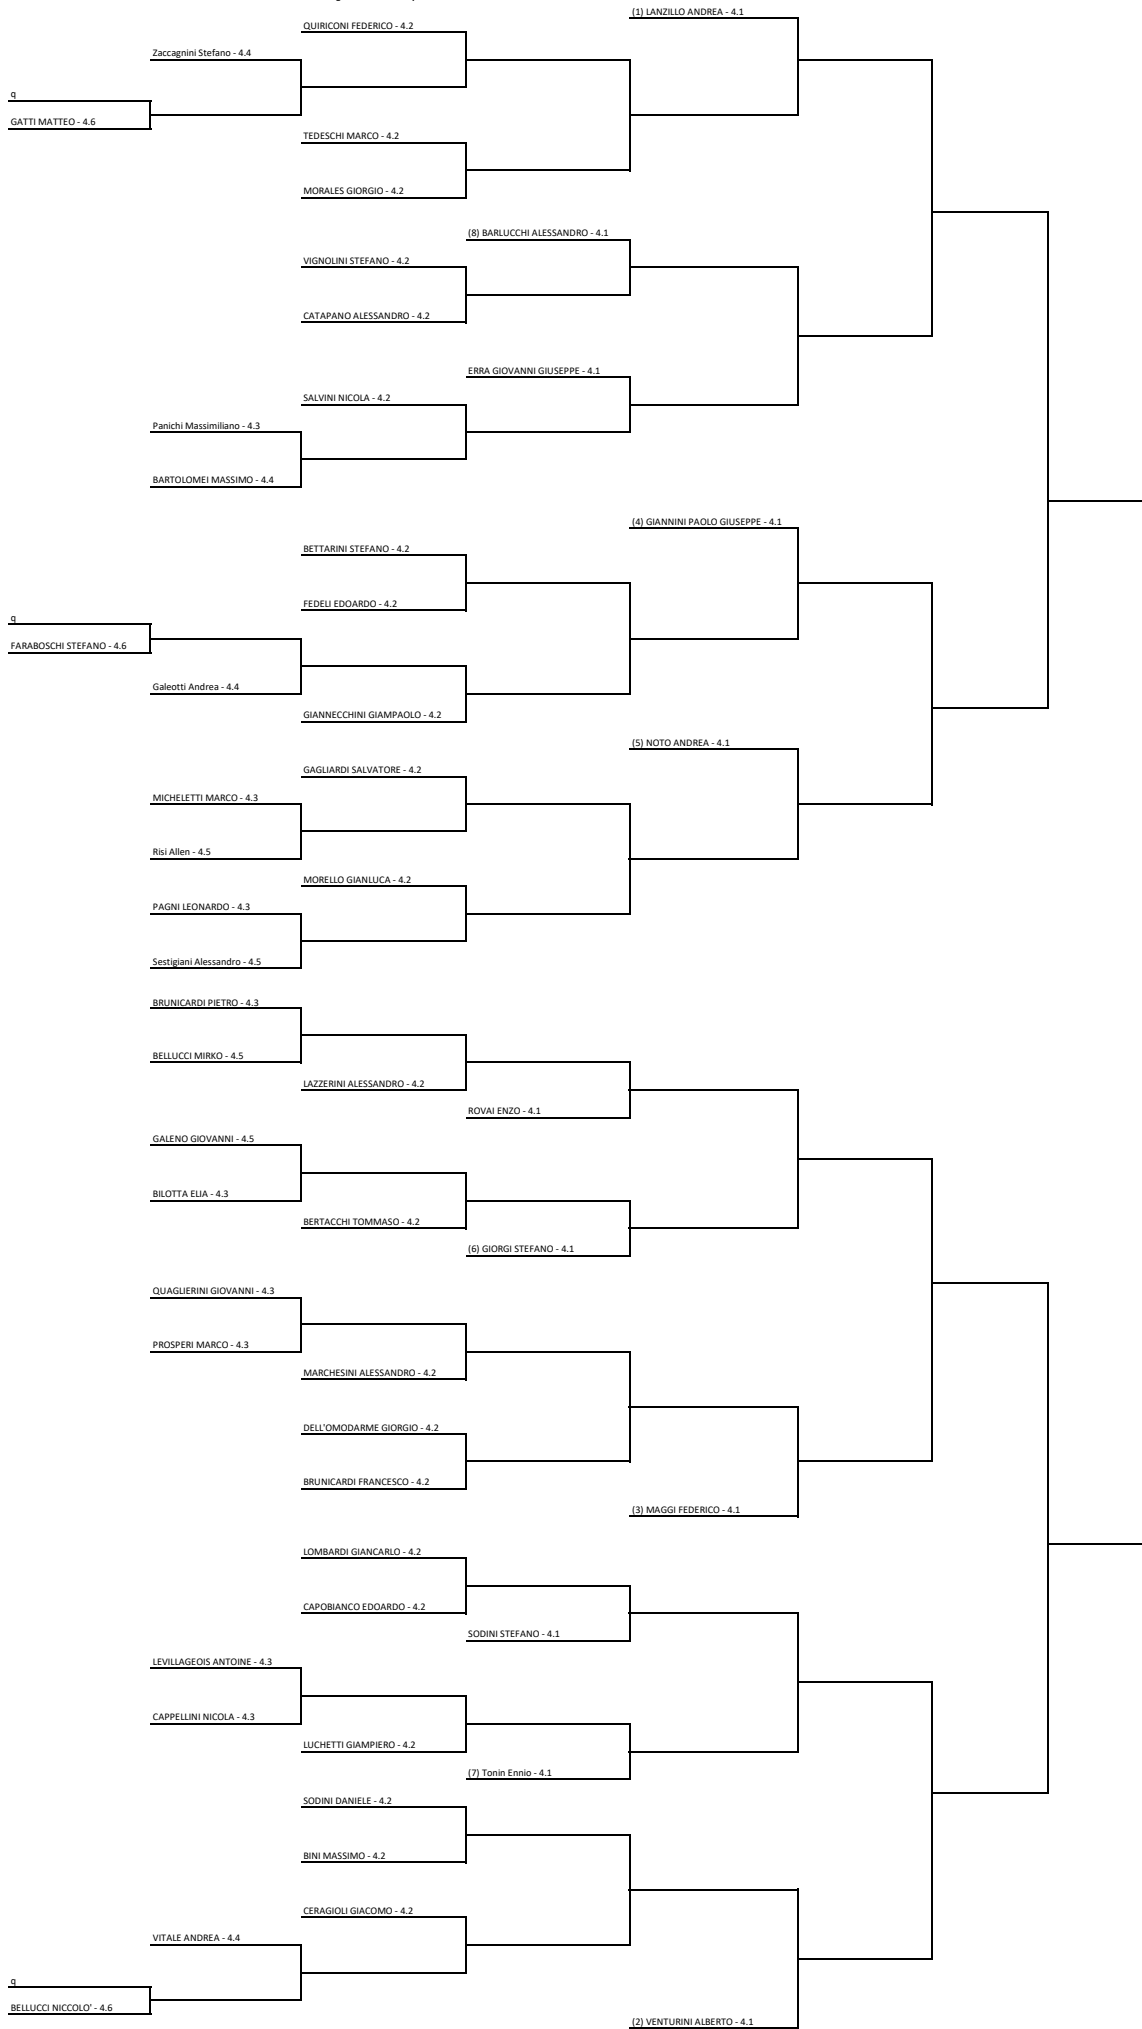 (1) LANZILLO ANDREA - 4.1
QUIRICONI FEDERICO - 4.2
Zaccagnini Stefano - 4.4
q
GATTI MATTEO - 4.6
TEDESCHI MARCO - 4.2
MORALES GIORGIO - 4.2
(8) BARLUCCHI ALESSANDRO - 4.1
VIGNOLINI STEFANO - 4.2
CATAPANO ALESSANDRO - 4.2
ERRA GIOVANNI GIUSEPPE - 4.1
SALVINI NICOLA - 4.2
Panichi Massimiliano - 4.3
BARTOLOMEI MASSIMO - 4.4
(4) GIANNINI PAOLO GIUSEPPE - 4.1
BETTARINI STEFANO - 4.2
FEDELI EDOARDO - 4.2
q
FARABOSCHI STEFANO - 4.6
Galeotti Andrea - 4.4
GIANNECCHINI GIAMPAOLO - 4.2
(5) NOTO ANDREA - 4.1
GAGLIARDI SALVATORE - 4.2
MICHELETTI MARCO - 4.3
Risi Allen - 4.5
MORELLO GIANLUCA - 4.2
PAGNI LEONARDO - 4.3
Sestigiani Alessandro - 4.5
BRUNICARDI PIETRO - 4.3
BELLUCCI MIRKO - 4.5
LAZZERINI ALESSANDRO - 4.2
ROVAI ENZO - 4.1
GALENO GIOVANNI - 4.5
BILOTTA ELIA - 4.3
BERTACCHI TOMMASO - 4.2
(6) GIORGI STEFANO - 4.1
QUAGLIERINI GIOVANNI - 4.3
PROSPERI MARCO - 4.3
MARCHESINI ALESSANDRO - 4.2
DELL'OMODARME GIORGIO - 4.2
BRUNICARDI FRANCESCO - 4.2
(3) MAGGI FEDERICO - 4.1
LOMBARDI GIANCARLO - 4.2
CAPOBIANCO EDOARDO - 4.2
SODINI STEFANO - 4.1
LEVILLAGEOIS ANTOINE - 4.3
CAPPELLINI NICOLA - 4.3
LUCHETTI GIAMPIERO - 4.2
(7) Tonin Ennio - 4.1
SODINI DANIELE - 4.2
BINI MASSIMO - 4.2
CERAGIOLI GIACOMO - 4.2
VITALE ANDREA - 4.4
q
BELLUCCI NICCOLO' - 4.6
(2) VENTURINI ALBERTO - 4.1